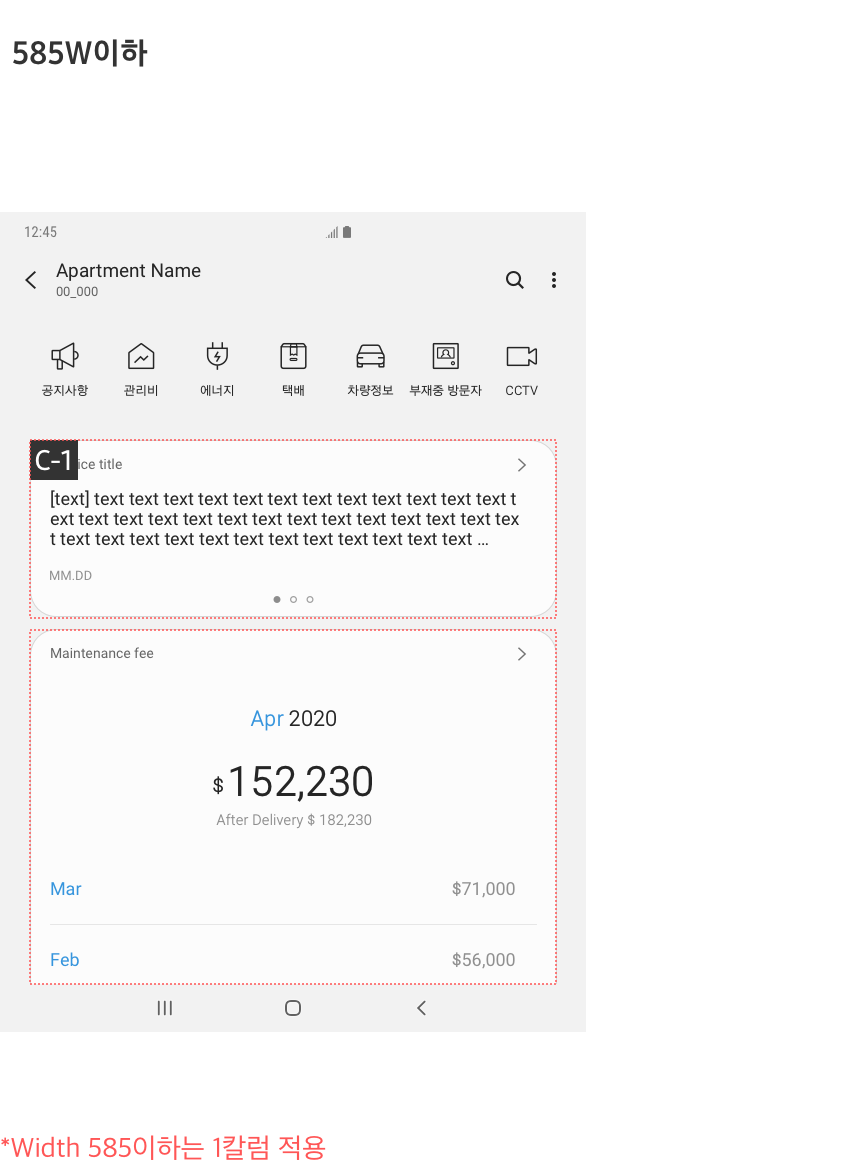 585W이하
12:45
Apartment Name
00_000
공지사항 관리비 에너지 택배 차량정보 부재중 방문자 CCTV
C-1
ice title
[text] text text text text text text text text text text text text t
ext text text text text text text text text text text text text tex
t text text text text text text text text text text text text ...
MM.DD
Maintenance fee
Apr 2020
$152,230
After Delivery $ 182,230
Mar $71,000
Feb $56,000
*Width 585이하는 1칼럼 적용